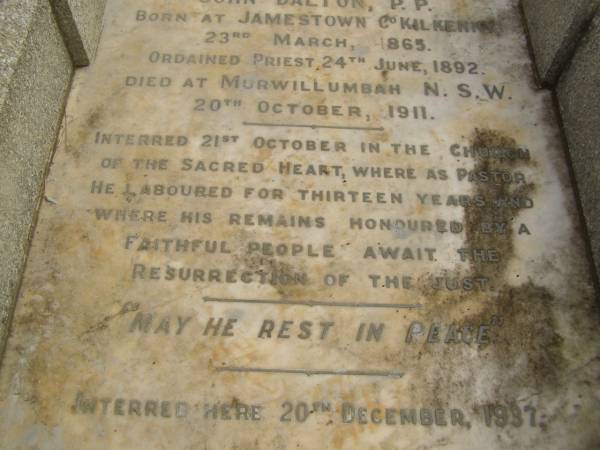 JOHN DALTON, P.P.
BORN AT JAMESTOWN Co KILKENNY
23RD MARCH, 1865.
ORDAINED PRIEST, 24TH JUNE, 1892.
DIED AT MURWILLUMBAH N.S.W.
20TH OCTOBER, 1911.
INTERRED 21ST OCTOBER IN THE CHURCH
OF THE SACRED HEART, WHERE AS PASTOR
HE LABOURED FOR THIRTEEN YEARS AND
WHERE HIS REMAINS HONOURED BY A
FAITHFUL PEOPLE AWAIT THE
RESURRECTION OF THE JUST.
"MAY HE REST IN PEACE"
INTERRED HERE 20TH DECEMBER, 1937.